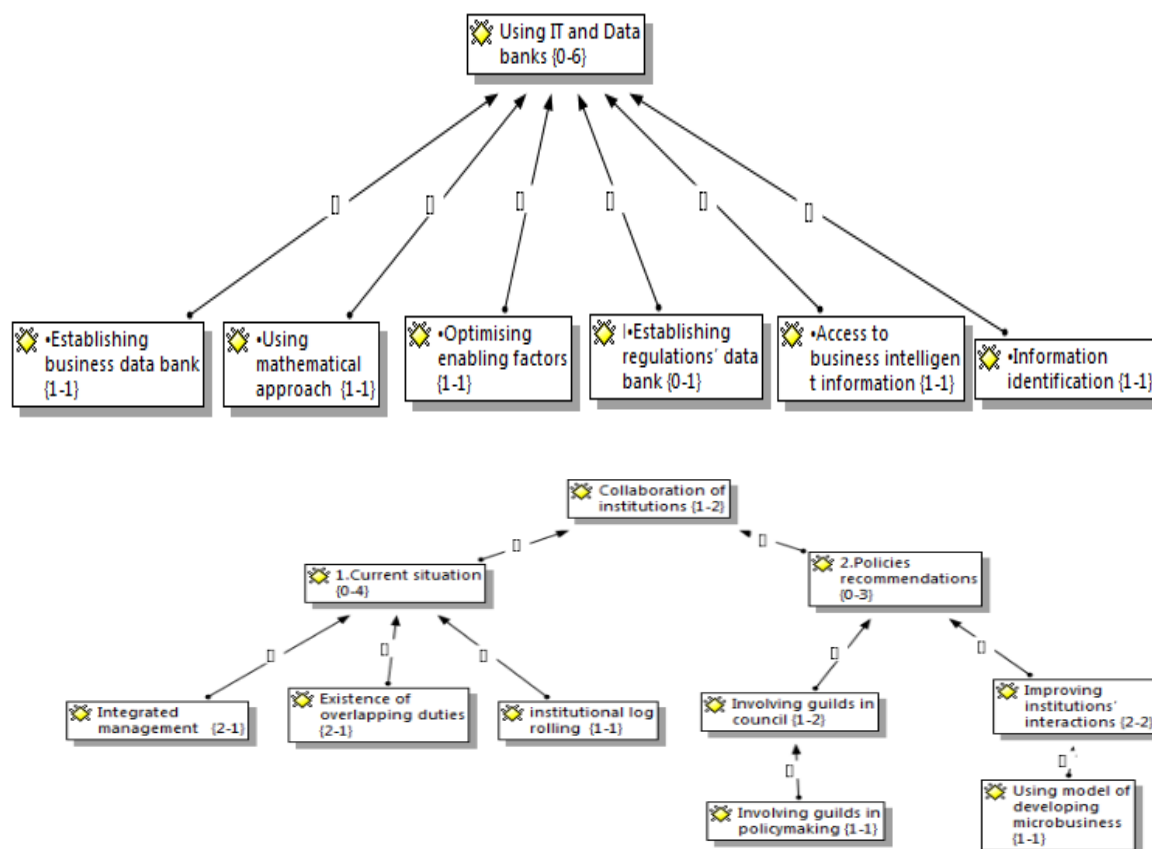 Using IT and Data
banks {0-6}
•Establishing
business data bank
{1-1}
•Using
mathematical
approach {1-1}
•Optimising
enabling factors
{1-1}
•Establishing
regulations' data
bank {0-1}
•Access to
business intelligen
t information {1-1}
•Information
identification {1-1}
Collaboration of
institutions {1-2}
1.Current situation
{0-4}
2.Policies
recommendations
{0-3}
Integrated
management {2-1}
Existence of
overlapping duties
{2-1}
institutional log
rolling {1-1}
Involving guilds in
council {1-2}
Improving
institutions'
interactions {2-2}
Involving guilds in
policymaking {1-1}
Using model of
developing
microbusiness
{1-1}